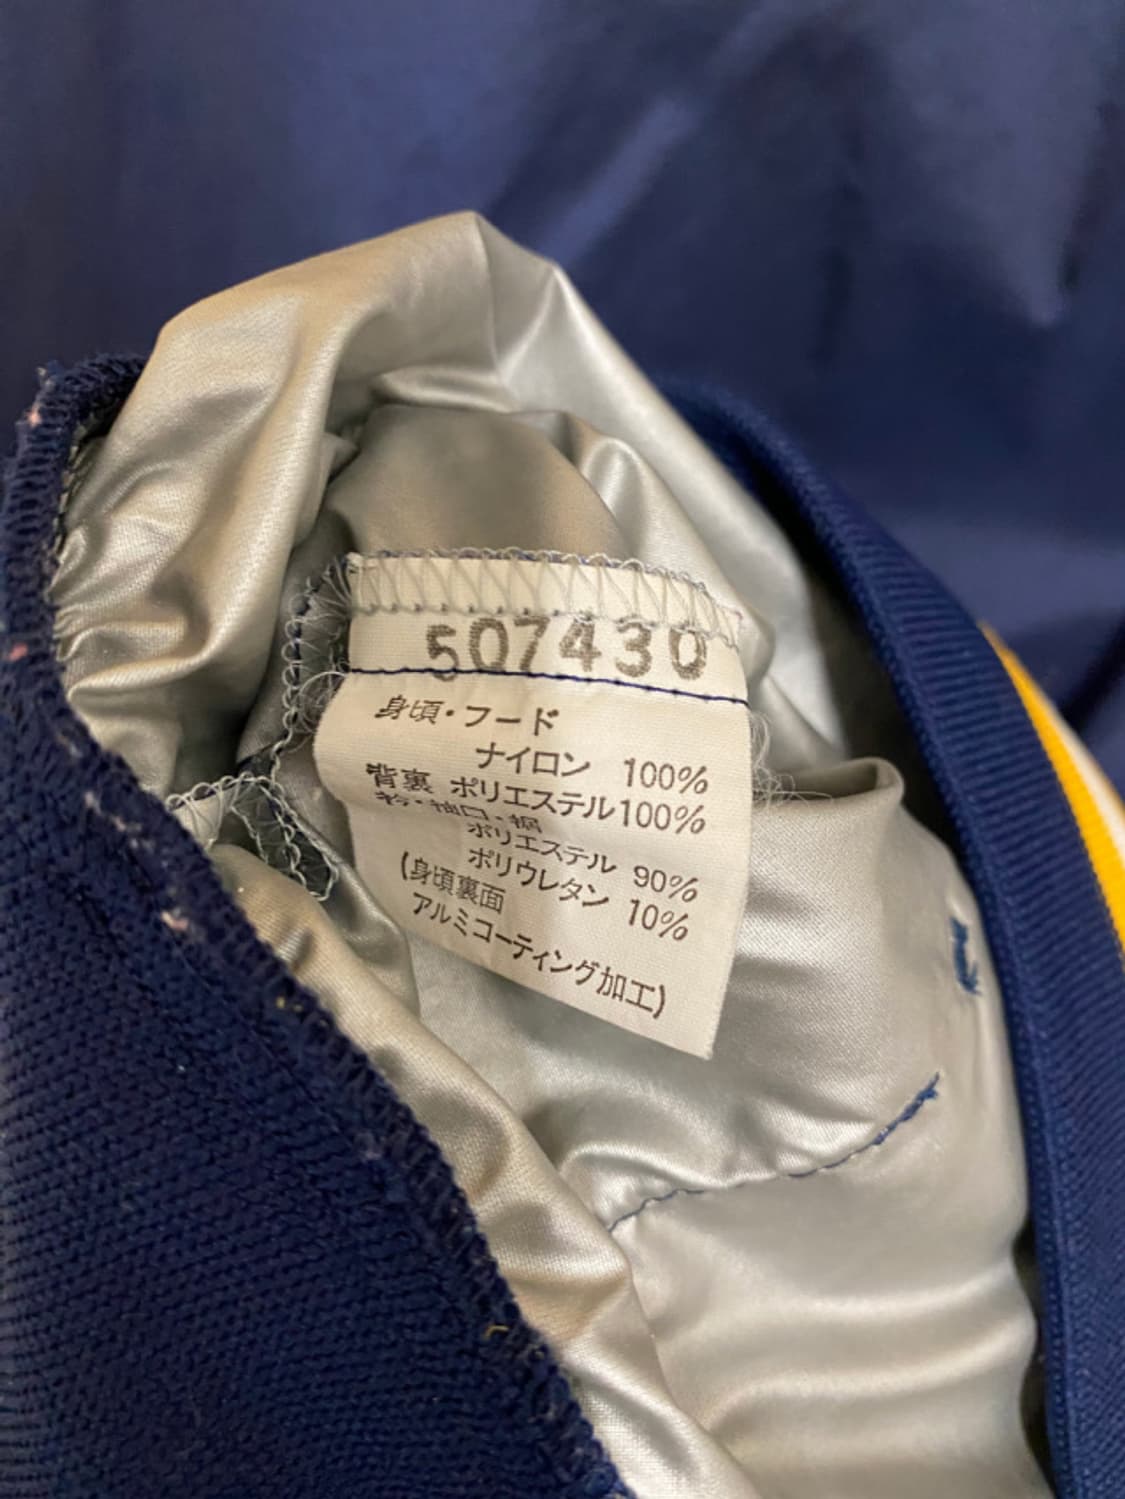 507430
身頃・フード
ナイロン 100%
背裏 ポリエステル100%
衿・袖口・裾
ポリエステル 90%
ポリウレタン 10%
(身頃裏面
アルミコーティング加工)